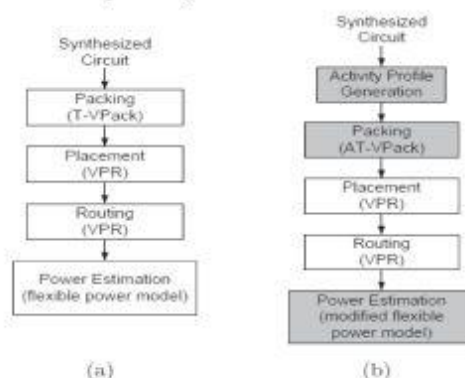 Synthesized
Circuit
Packing
(T-VPack)
Placement
(VPR)
Routing
(VPR)
Power Estimation
(flexible power model)
(a)
Synthesized
Circuit
Activity Profile
Generation
Packing
(AT-VPack)
Placement
(VPR)
Routing
(VPR)
Power Estimation
(modified flexible
power model)
(b)